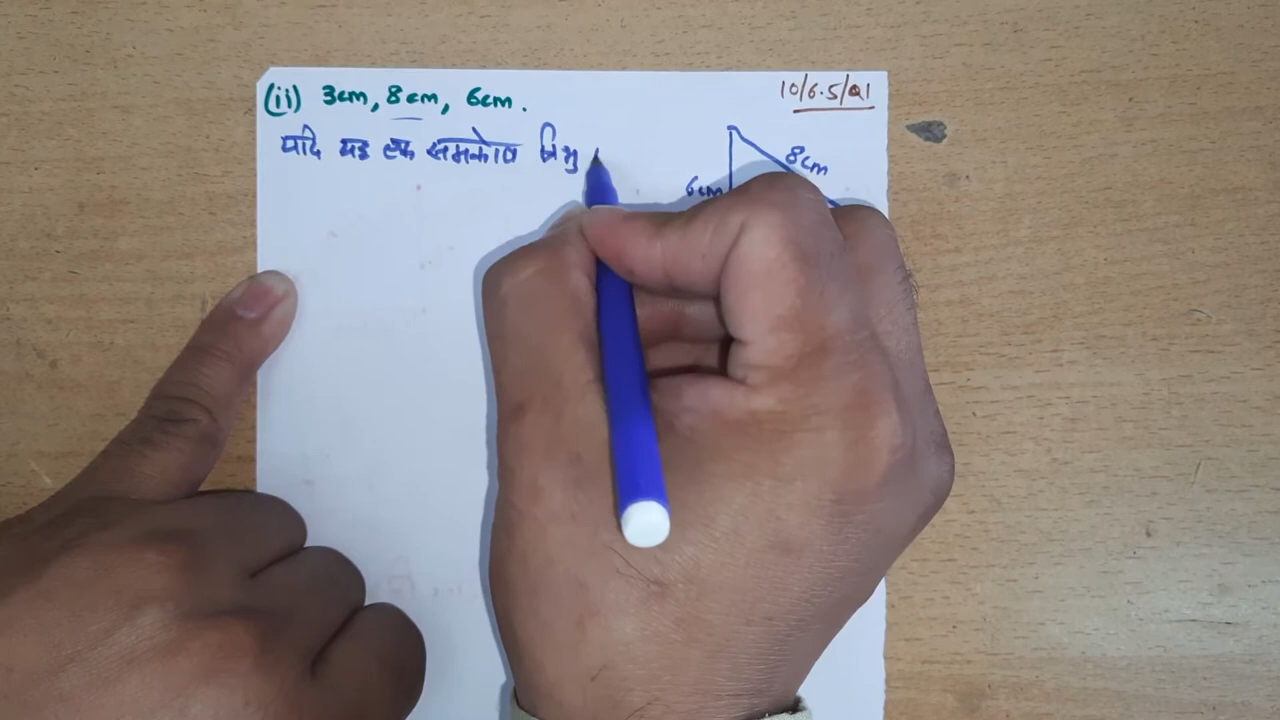 (ii) 3cm, 8cm, 6cm.
10/6.5/Q1
यदि यह एक समकोण त्रिभु
8cm
6cm